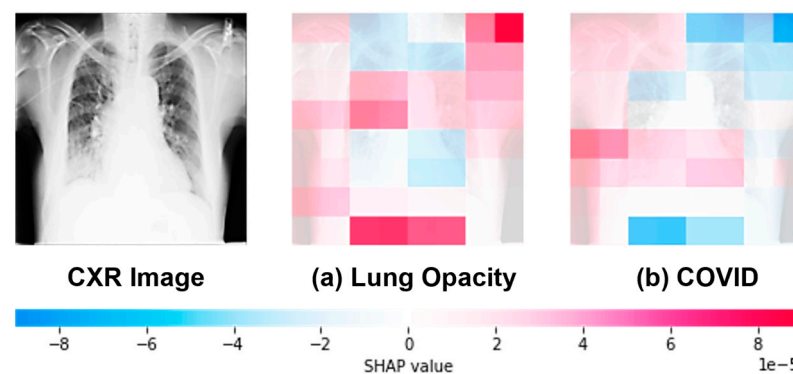 CXR Image
(a) Lung Opacity
(b) COVID
−8 −6 −4 −2 0 2 4 6 8
SHAP value
1e−5